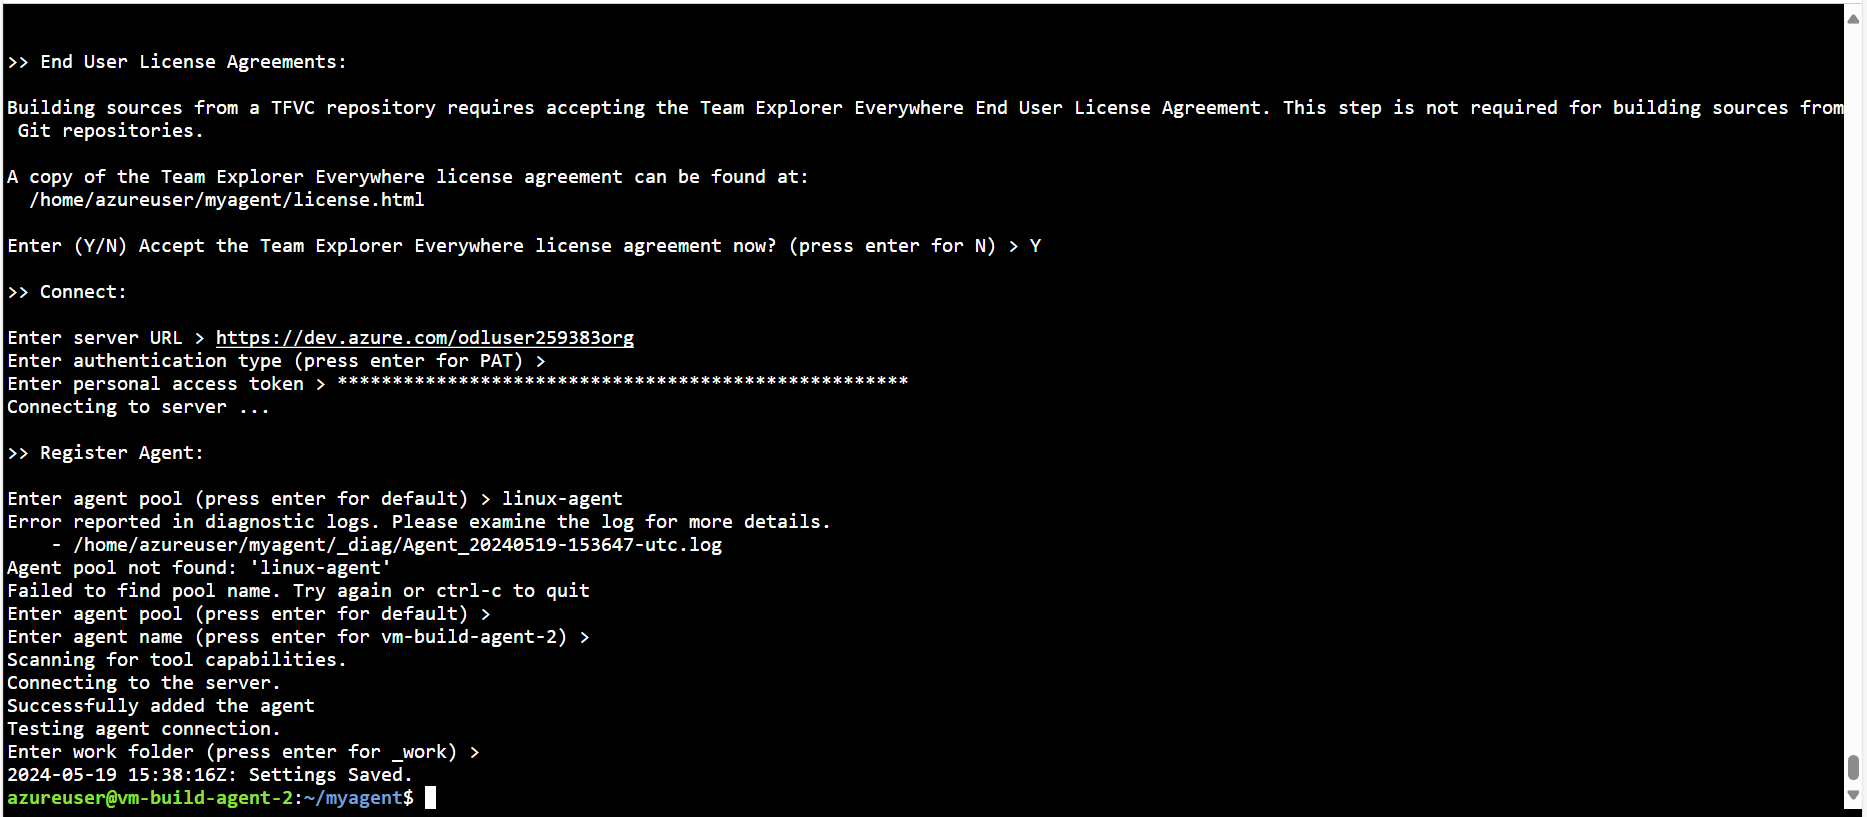 >> End User License Agreements:
Building sources from a TFVC repository requires accepting the Team Explorer Everywhere End User License Agreement. This step is not required for building sources from
Git repositories.
A copy of the Team Explorer Everywhere license agreement can be found at:
/home/azureuser/myagent/license.html
Enter (Y/N) Accept the Team Explorer Everywhere license agreement now? (press enter for N) > Y
>> Connect:
Enter server URL > https://dev.azure.com/odluser259383org
Enter authentication type (press enter for PAT) >
Enter personal access token > ****************************************************
Connecting to server ...
>> Register Agent:
Enter agent pool (press enter for default) > linux-agent
Error reported in diagnostic logs. Please examine the log for more details.
- /home/azureuser/myagent/_diag/Agent_20240519-153647-utc.log
Agent pool not found: 'linux-agent'
Failed to find pool name. Try again or ctrl-c to quit
Enter agent pool (press enter for default) >
Enter agent name (press enter for vm-build-agent-2) >
Scanning for tool capabilities.
Connecting to the server.
Successfully added the agent
Testing agent connection.
Enter work folder (press enter for _work) >
2024-05-19 15:38:16Z: Settings Saved.
azureuser@vm-build-agent-2:~/myagent$